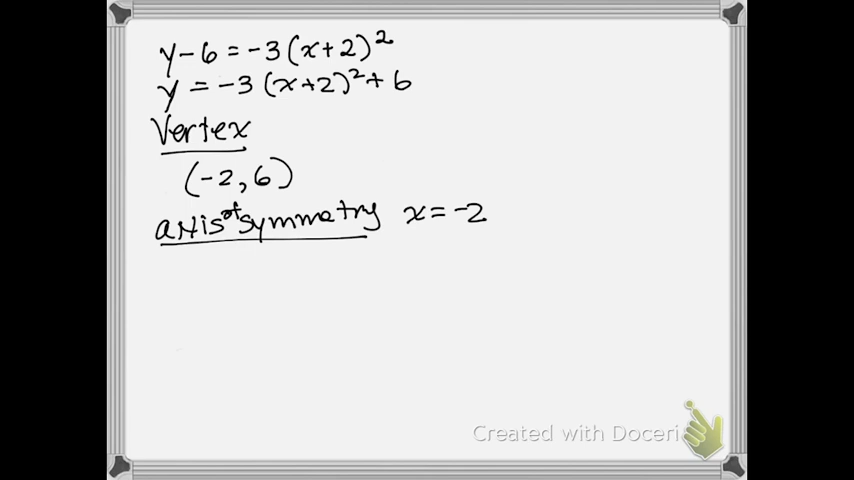 y-6 = -3(x+2)²
y = -3(x+2)² + 6
Vertex
(-2, 6)
axis of symmetry x = -2
Created with Doceri